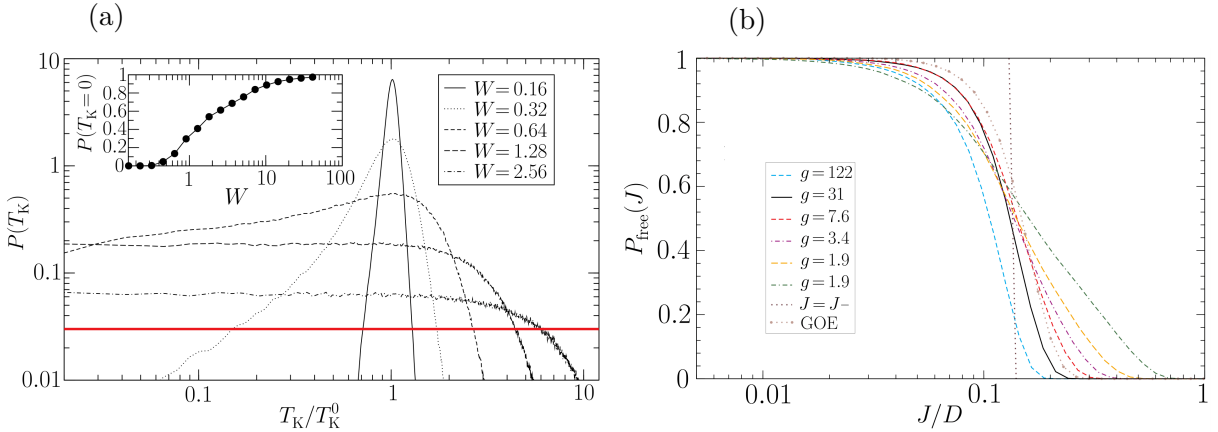 (a)
10
1
0.1
0.01
P(T_K)
0.1
1
10
T_K/T_K^0
1
0.8
0.6
0.4
0.2
0
P(T_K=0)
1
10
100
W
W=0.16
W=0.32
W=0.64
W=1.28
W=2.56
(b)
1
0.8
0.6
0.4
0.2
0
P_free(J)
0.01
0.1
1
J/D
g=122
g=31
g=7.6
g=3.4
g=1.9
g=1.9
J=J−
GOE